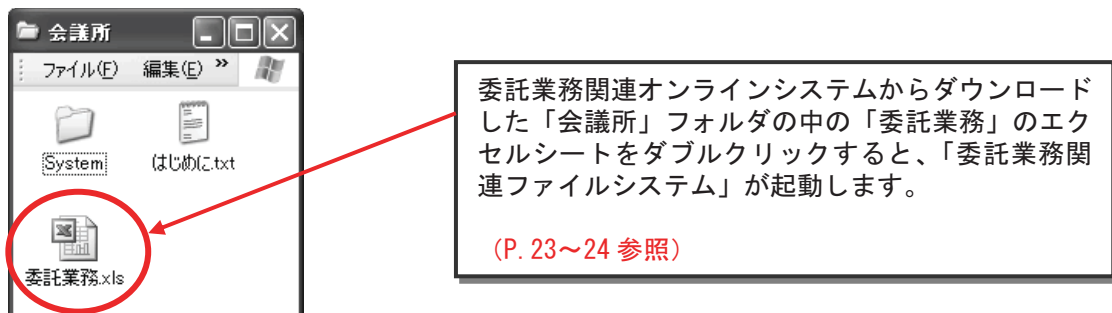 会議所
ファイル(F) 編集(E) »
System はじめに.txt
委託業務.xls
委託業務関連オンラインシステムからダウンロード
した「会議所」フォルダの中の「委託業務」のエク
セルシートをダブルクリックすると、「委託業務関
連ファイルシステム」が起動します。
（P. 23～24 参照）